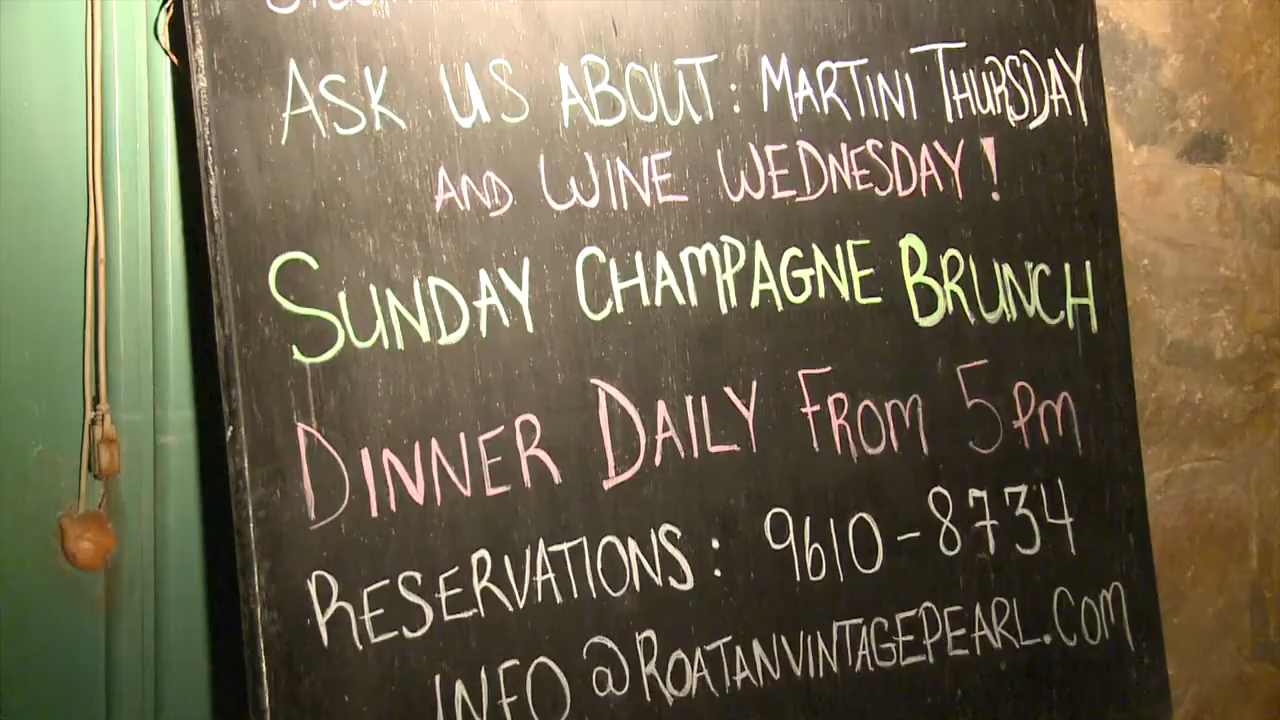 ASK US ABOUT: MARTINI THURSDAY
AND WINE WEDNESDAY!
SUNDAY CHAMPAGNE BRUNCH
DINNER DAILY FROM 5PM
RESERVATIONS: 9610-8734
INFO@ROATANVINTAGEPEARL.COM